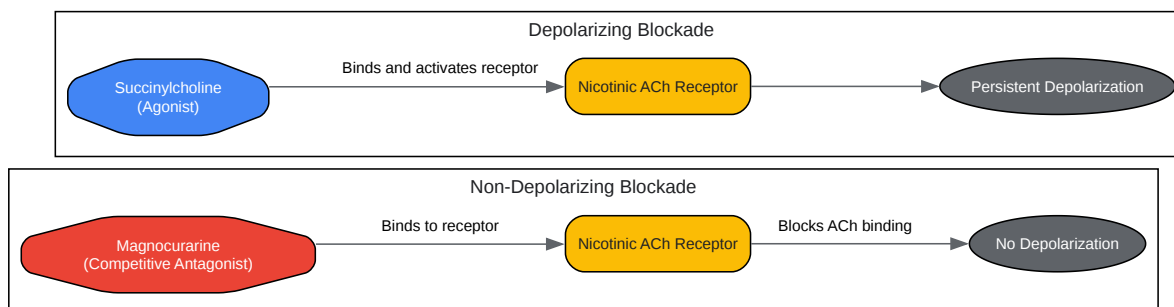 Depolarizing Blockade
Succinylcholine
(Agonist)
Binds and activates receptor
Nicotinic ACh Receptor
Persistent Depolarization
Non-Depolarizing Blockade
Magnocurarine
(Competitive Antagonist)
Binds to receptor
Nicotinic ACh Receptor
Blocks ACh binding
No Depolarization